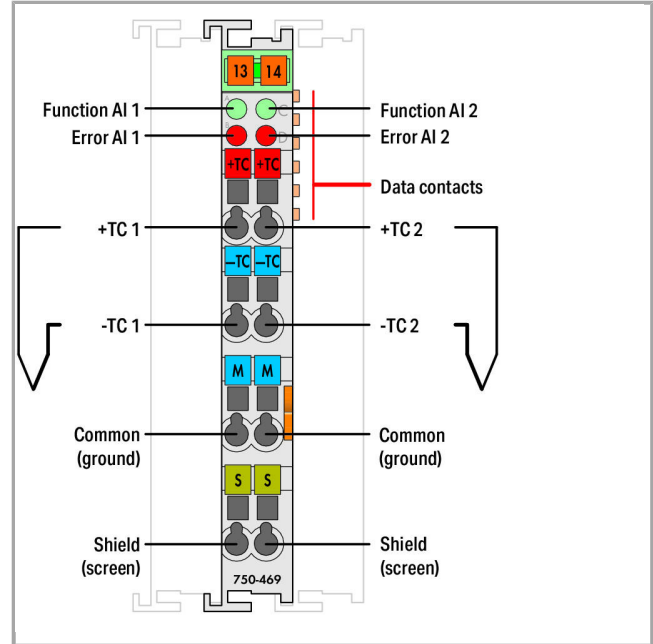 13 14
A C
Function AI 1
Function AI 2
B D
Error AI 1
Error AI 2
+TC +TC
Data contacts
+TC 1
+TC 2
–TC –TC
-TC 1
-TC 2
M M
Common
(ground)
Common
(ground)
S S
Shield
(screen)
Shield
(screen)
750-469